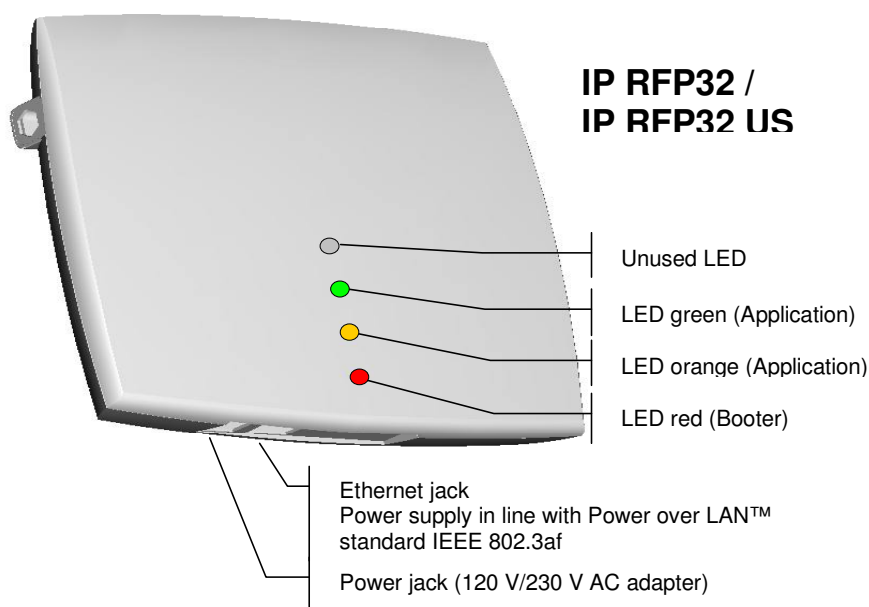 IP RFP32 /
IP RFP32 US
Unused LED
LED green (Application)
LED orange (Application)
LED red (Booter)
Ethernet jack
Power supply in line with Power over LAN™
standard IEEE 802.3af
Power jack (120 V/230 V AC adapter)